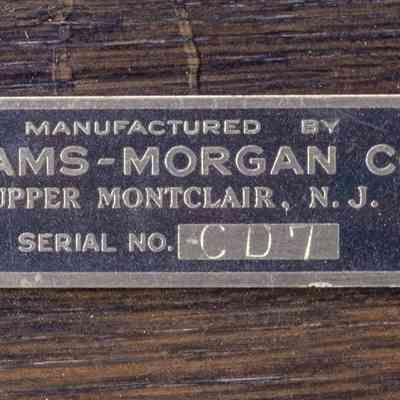 MANUFACTURED BY
AMS-MORGAN C
UPPER MONTCLAIR, N. J.
SERIAL NO. CD7